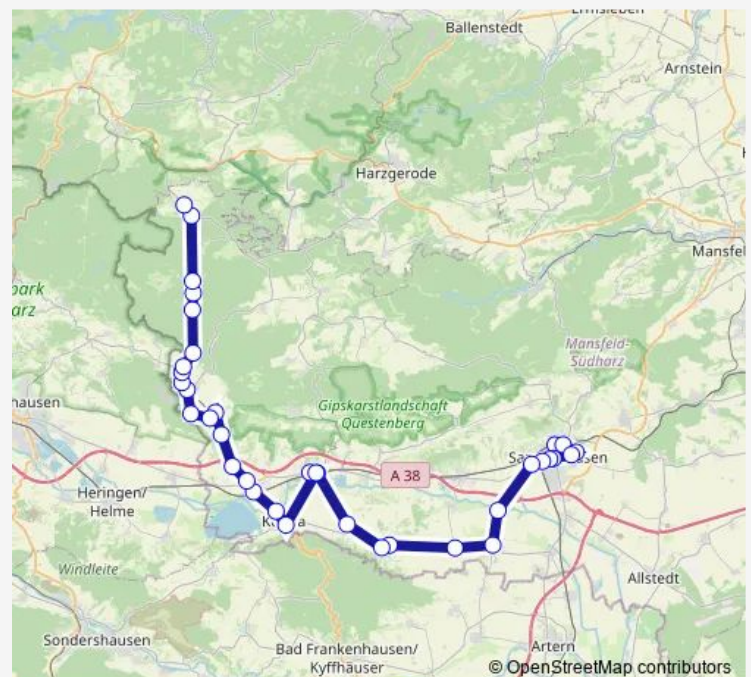 Ermsleben
Ballenstedt
Arnstein
Harzgerode
Mansfel
park
arz
Mansfeld-
Südharz
hausen
Gipskarstlandschaft
Questenberg
A 38
Heringen/
Helme
Windleite
Allstedt
Sondershausen
Bad Frankenhausen/
Kyffhäuser
Artern
© OpenStreetMap contributors